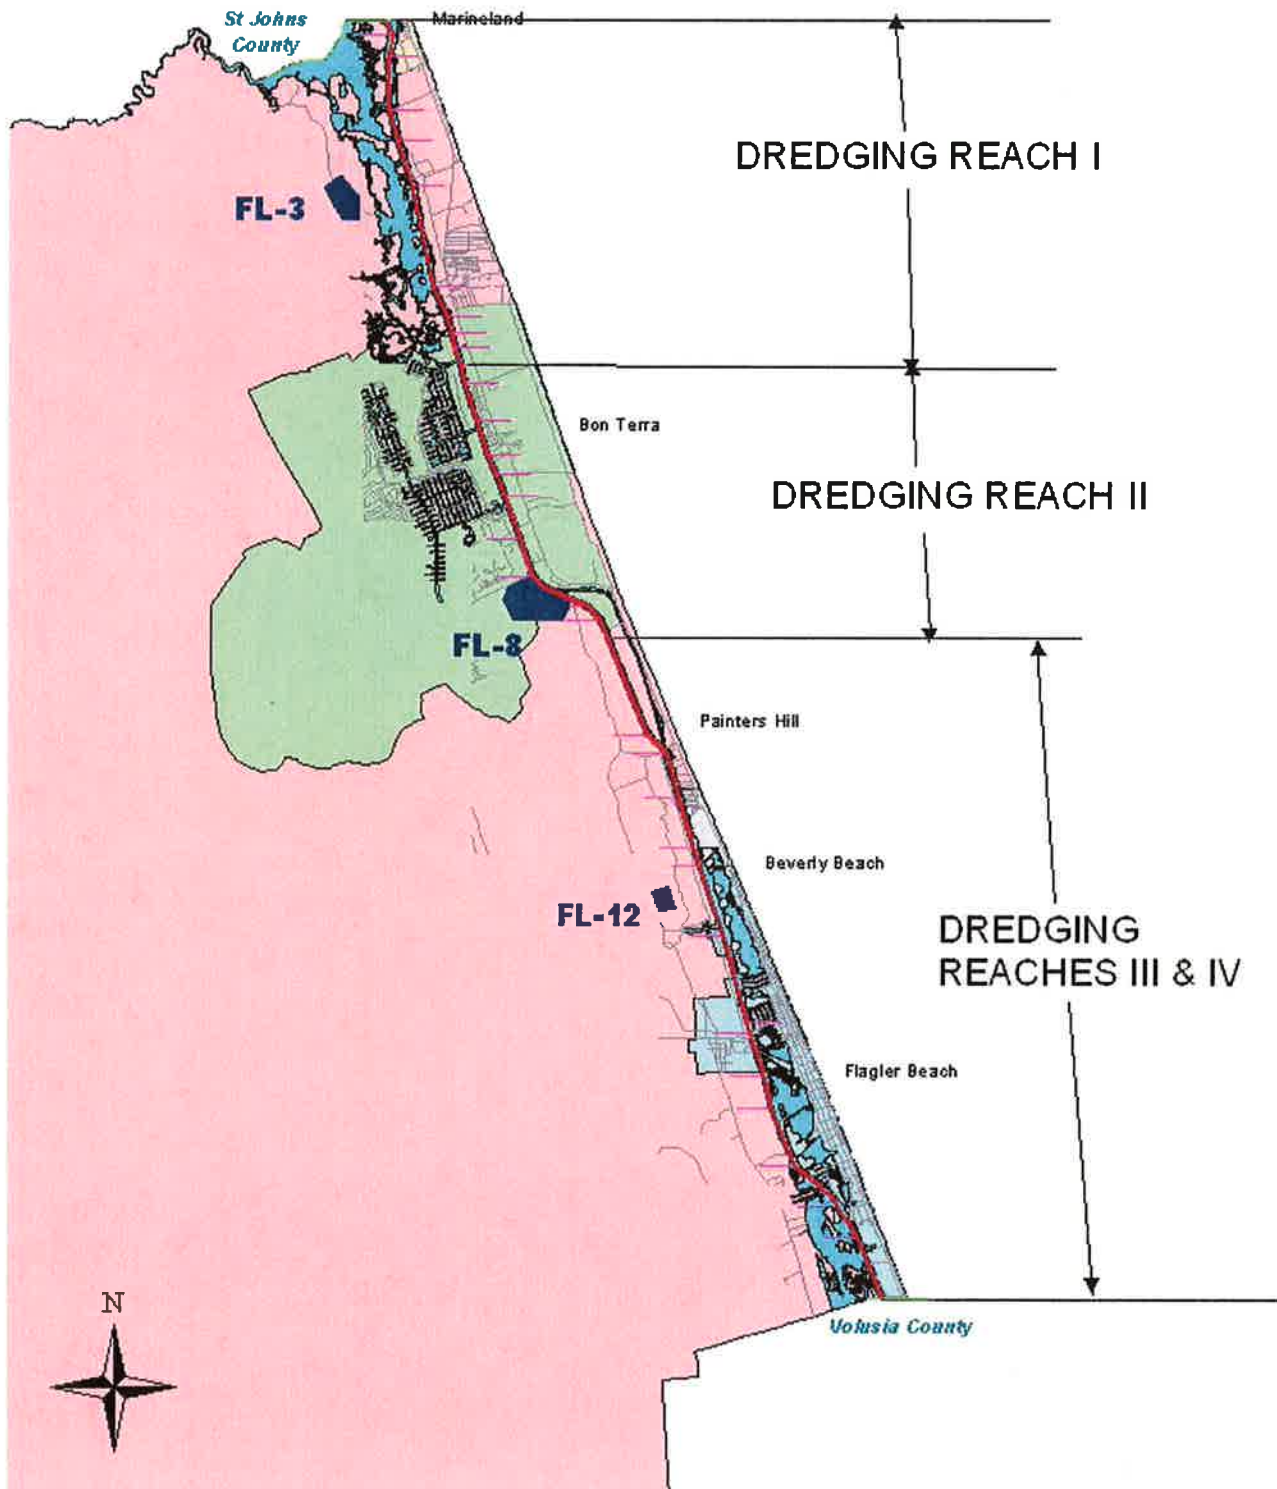 St Johns
County
Marineland
DREDGING REACH I
FL-3
Bon Terra
DREDGING REACH II
FL-8
Painters Hill
Beverly Beach
FL-12
DREDGING
REACHES III & IV
Flagler Beach
N
Volusia County